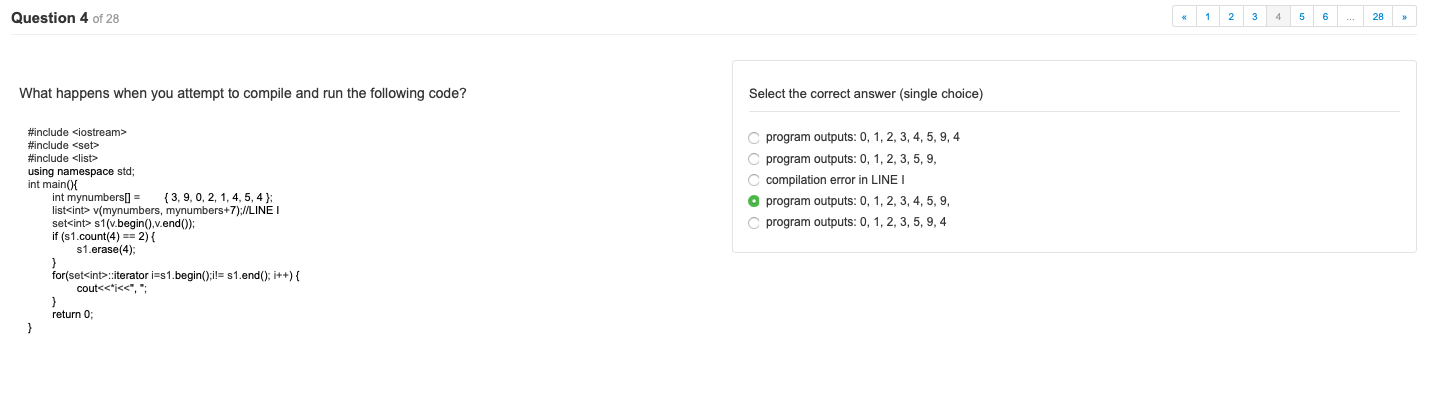 Question 4 of 28
« 1 2 3 4 5 6 ... 28 »
What happens when you attempt to compile and run the following code?
#include <iostream>
#include <set>
#include <list>
using namespace std;
int main(){
int mynumbers[] = { 3, 9, 0, 2, 1, 4, 5, 4 };
list<int> v(mynumbers, mynumbers+7);//LINE I
set<int> s1(v.begin(),v.end());
if (s1.count(4) == 2) {
s1.erase(4);
}
for(set<int>::iterator i=s1.begin();i!= s1.end(); i++) {
cout<<*i<<", ";
}
return 0;
}
Select the correct answer (single choice)
program outputs: 0, 1, 2, 3, 4, 5, 9, 4
program outputs: 0, 1, 2, 3, 5, 9,
compilation error in LINE I
program outputs: 0, 1, 2, 3, 4, 5, 9,
program outputs: 0, 1, 2, 3, 5, 9, 4